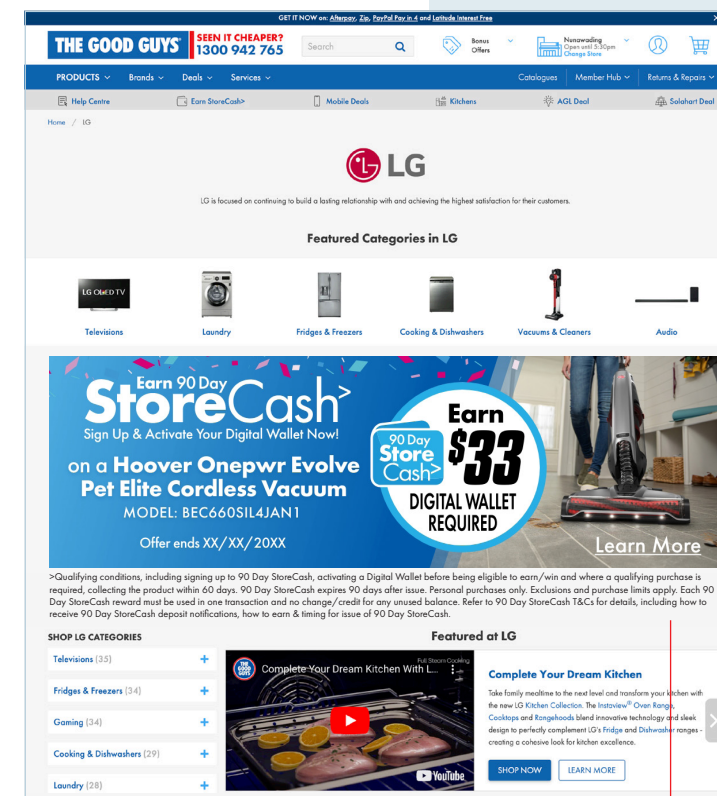 GET IT NOW on: Afterpay, Zip, PayPal Pay in 4 and Latitude Interest Free
THE GOOD GUYS
SEEN IT CHEAPER?
1300 942 765
Search
Bonus
Offers
Nunawading
Open until 5:30pm
Change Store
PRODUCTS Brands Deals Services Catalogues Member Hub Returns & Repairs
Help Centre Earn StoreCash> Mobile Deals Kitchens AGL Deal Solahart Deal
Home / LG
LG
LG is focused on continuing to build a lasting relationship with and achieving the highest satisfaction for their customers.
Featured Categories in LG
LG OLED TV
Televisions Laundry Fridges & Freezers Cooking & Dishwashers Vacuums & Cleaners Audio
Earn 90 Day
StoreCash>
Sign Up & Activate Your Digital Wallet Now!
on a Hoover Onepwr Evolve
Pet Elite Cordless Vacuum
MODEL: BEC660SIL4JAN1
Offer ends XX/XX/20XX
90 Day
Store
Cash>
Earn
$33
DIGITAL WALLET
REQUIRED
Learn More
>Qualifying conditions, including signing up to 90 Day StoreCash, activating a Digital Wallet before being eligible to earn/win and where a qualifying purchase is
required, collecting the product within 60 days. 90 Day StoreCash expires 90 days after issue. Personal purchases only. Exclusions and purchase limits apply. Each 90
Day StoreCash reward must be used in one transaction and no change/credit for any unused balance. Refer to 90 Day StoreCash T&Cs for details, including how to
receive 90 Day StoreCash deposit notifications, how to earn & timing for issue of 90 Day StoreCash.
SHOP LG CATEGORIES
Televisions (35)
Fridges & Freezers (34)
Gaming (34)
Cooking & Dishwashers (29)
Laundry (28)
Featured at LG
THE GOOD GUYS
Complete Your Dream Kitchen With L...
Full Steam Cooking
YouTube
Complete Your Dream Kitchen
Take family mealtime to the next level and transform your kitchen with
the new LG Kitchen Collection. The Instaview® Oven Range,
Cooktops and Rangehoods blend innovative technology and sleek
design to perfectly complement LG's Fridge and Dishwasher ranges -
creating a cohesive look for kitchen excellence.
SHOP NOW
LEARN MORE